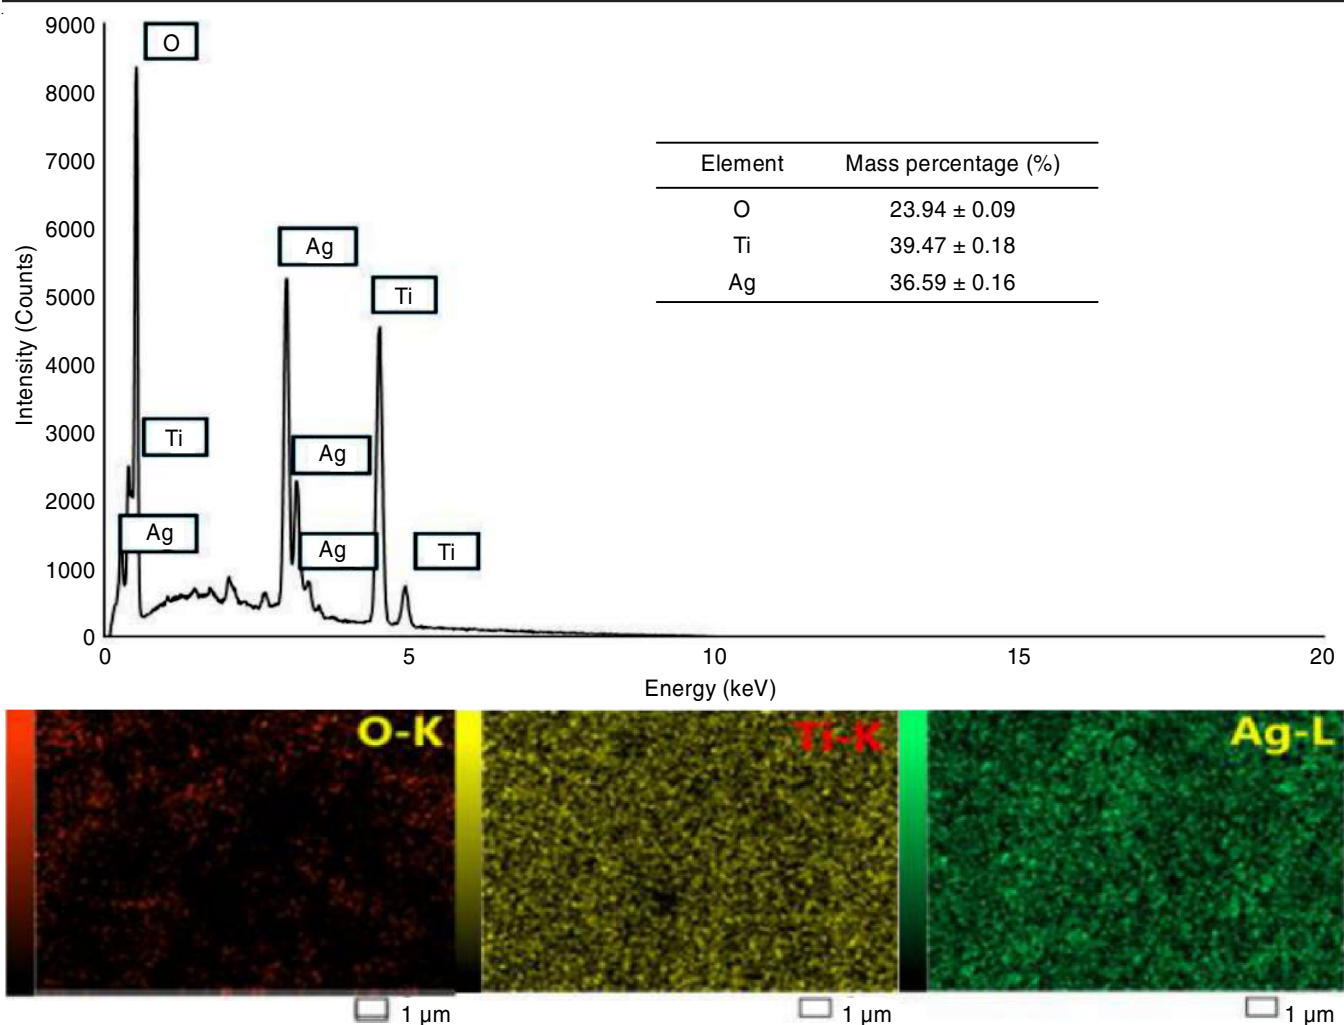 9000
O
8000
7000
Element Mass percentage (%)
O 23.94 ± 0.09
6000
Ag
Ti 39.47 ± 0.18
Ag 36.59 ± 0.16
5000
Ti
Intensity (Counts)
4000
3000
Ti
Ag
2000
Ag
Ag
Ti
1000
0
0 5 10 15 20
Energy (keV)
O-K
Ti-K
Ag-L
1 µm
1 µm
1 µm